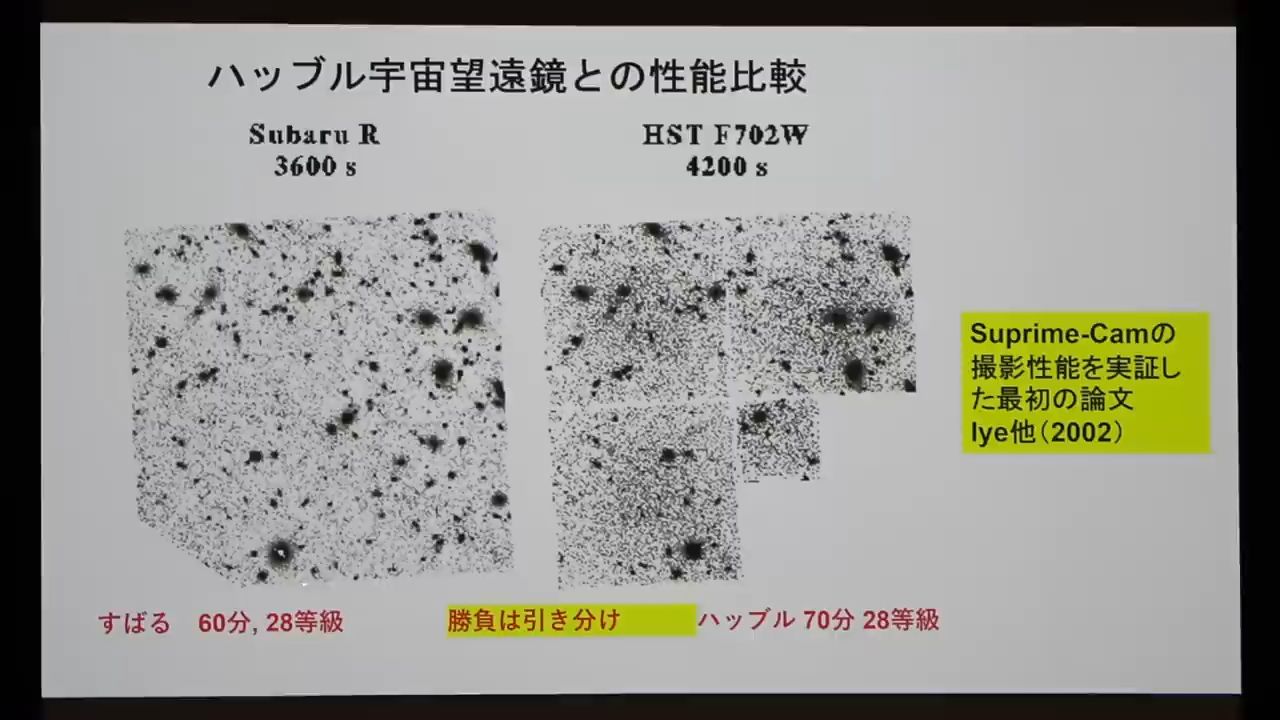 ハッブル宇宙望遠鏡との性能比較
Subaru R
3600 s
HST F702W
4200 s
Suprime-Camの
撮影性能を実証し
た最初の論文
Iye他（2002）
すばる 60分, 28等級
勝負は引き分け
ハッブル 70分 28等級